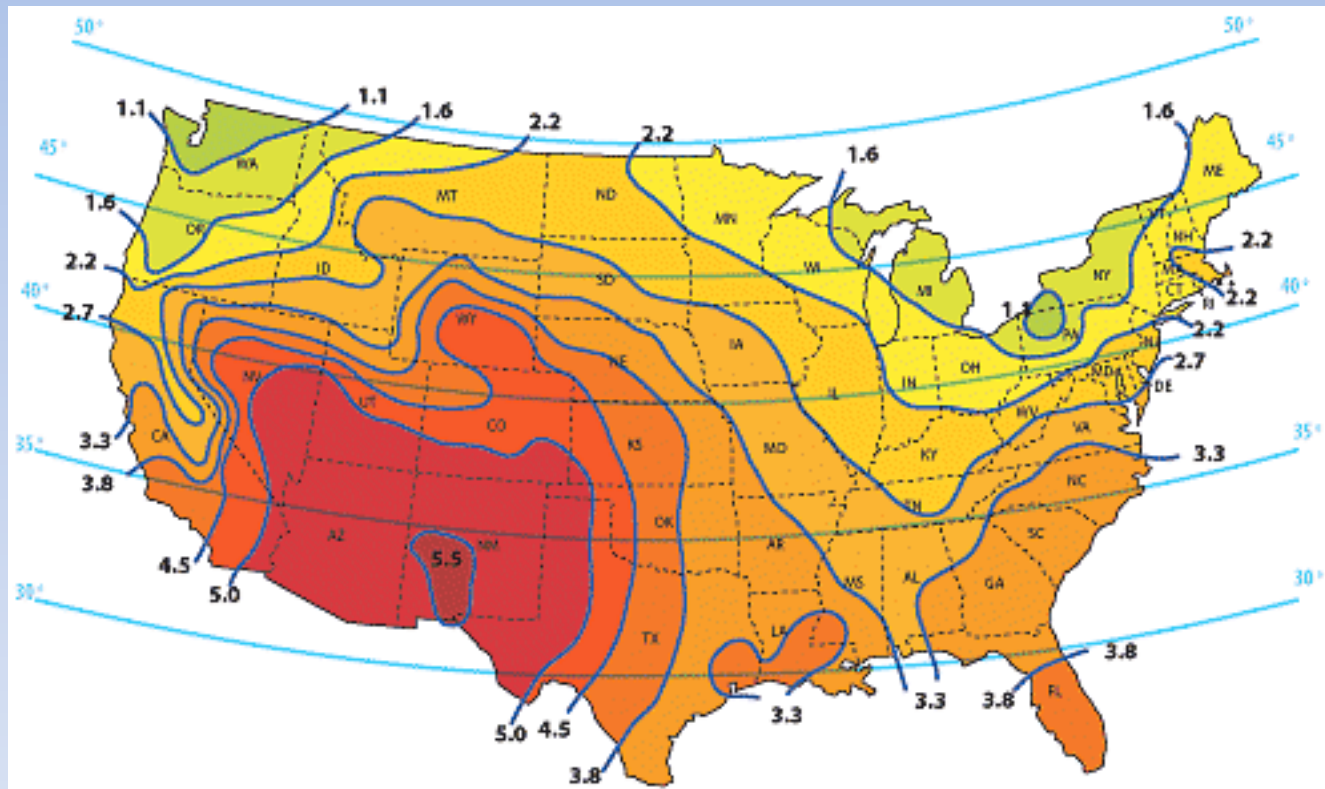 50° 50°
1.1 1.1 1.6 2.2 2.2 1.6 1.6
45° 45°
WA MT ND MN ME
1.6 OR ID SD WI MI NY VT NH 2.2
2.2 1.1 CT RI 2.2
40° 40°
2.7 WY IA PA NJ 2.2
NV UT NE IL IN OH MD DE 2.7
3.3 CA CO KS MO KY WV VA 3.3
35° 35°
3.8 AZ NM OK AR TN NC
4.5 5.5 MS AL GA SC
5.0
30° 30°
TX LA
5.0 4.5 3.8 3.3 3.3 3.8 FL 3.8